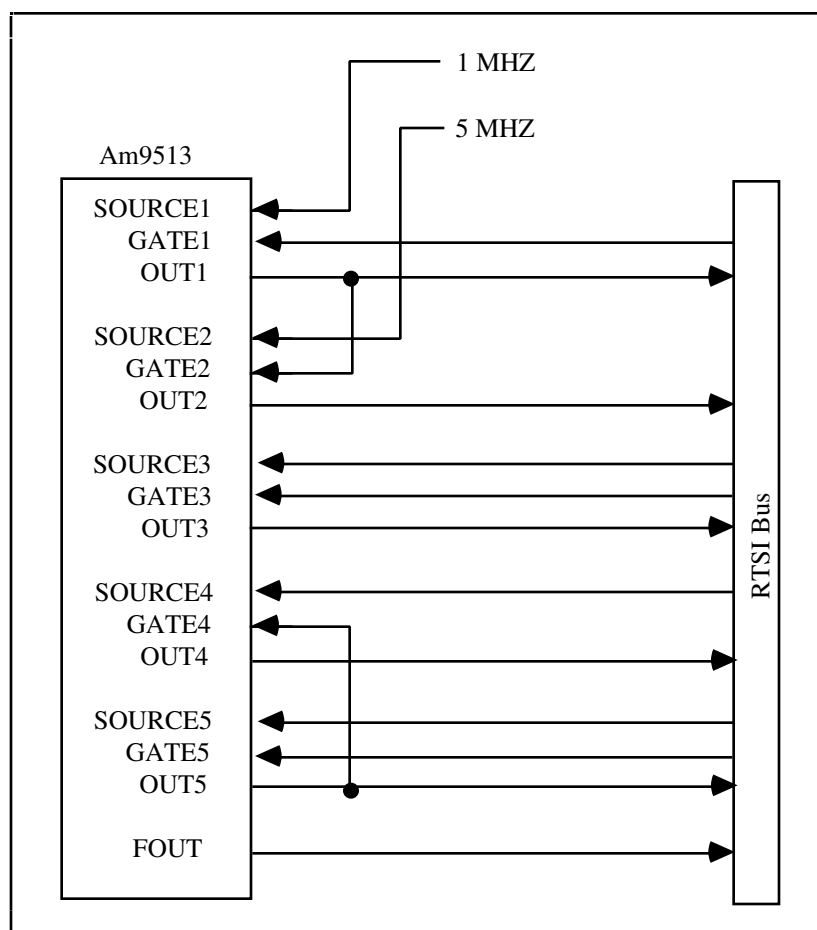 1 MHZ
5 MHZ
Am9513
SOURCE1
GATE1
OUT1
SOURCE2
GATE2
OUT2
SOURCE3
GATE3
OUT3
SOURCE4
GATE4
OUT4
SOURCE5
GATE5
OUT5
FOUT
RTSI Bus